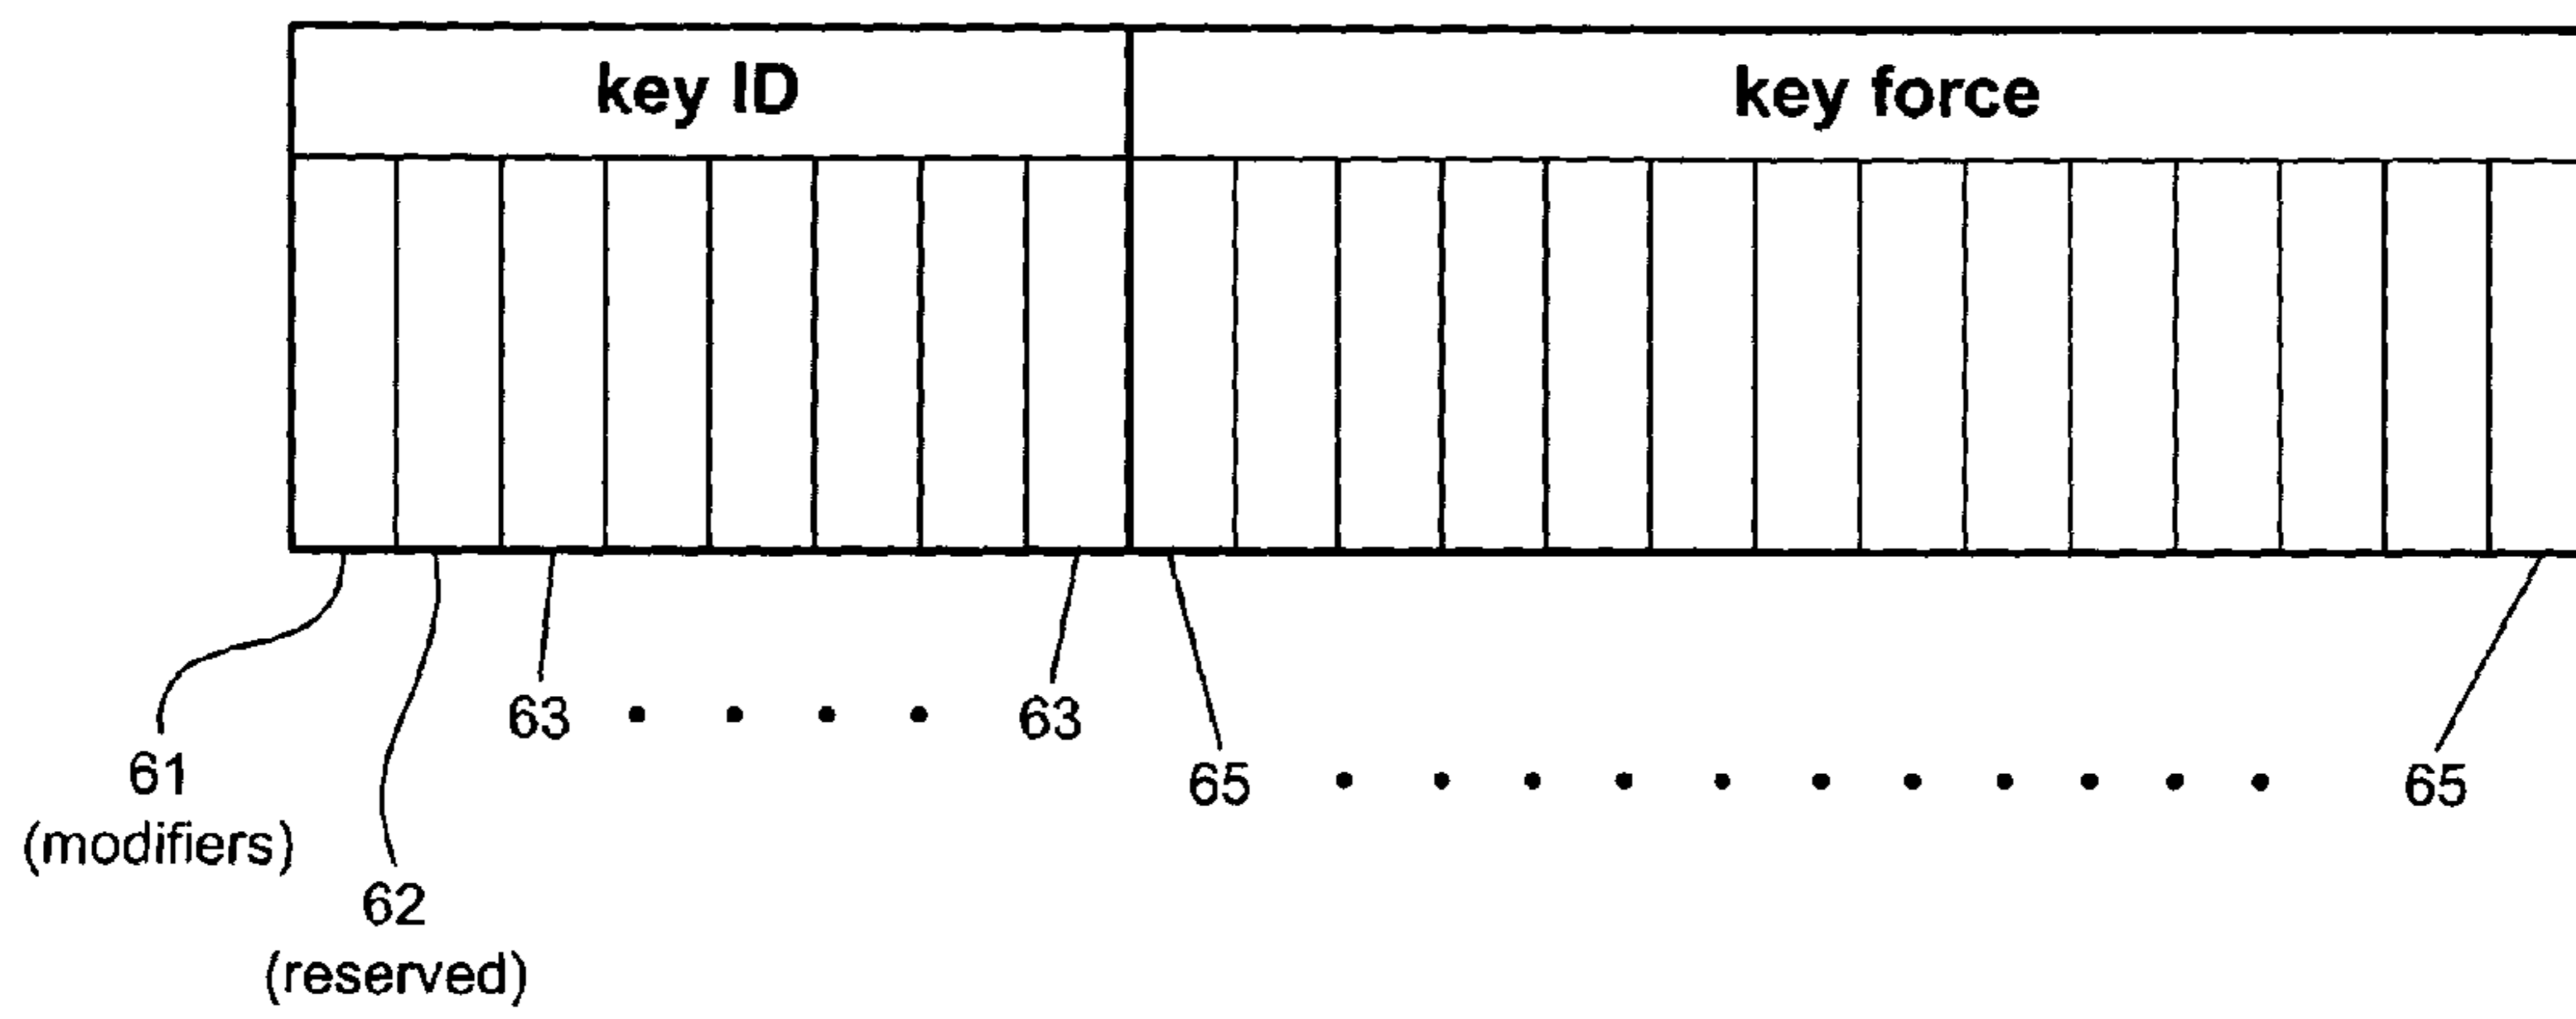 key ID key force
63 • • • • 63
61
(modifiers)
65 • • • • • • • • • • • 65
62
(reserved)